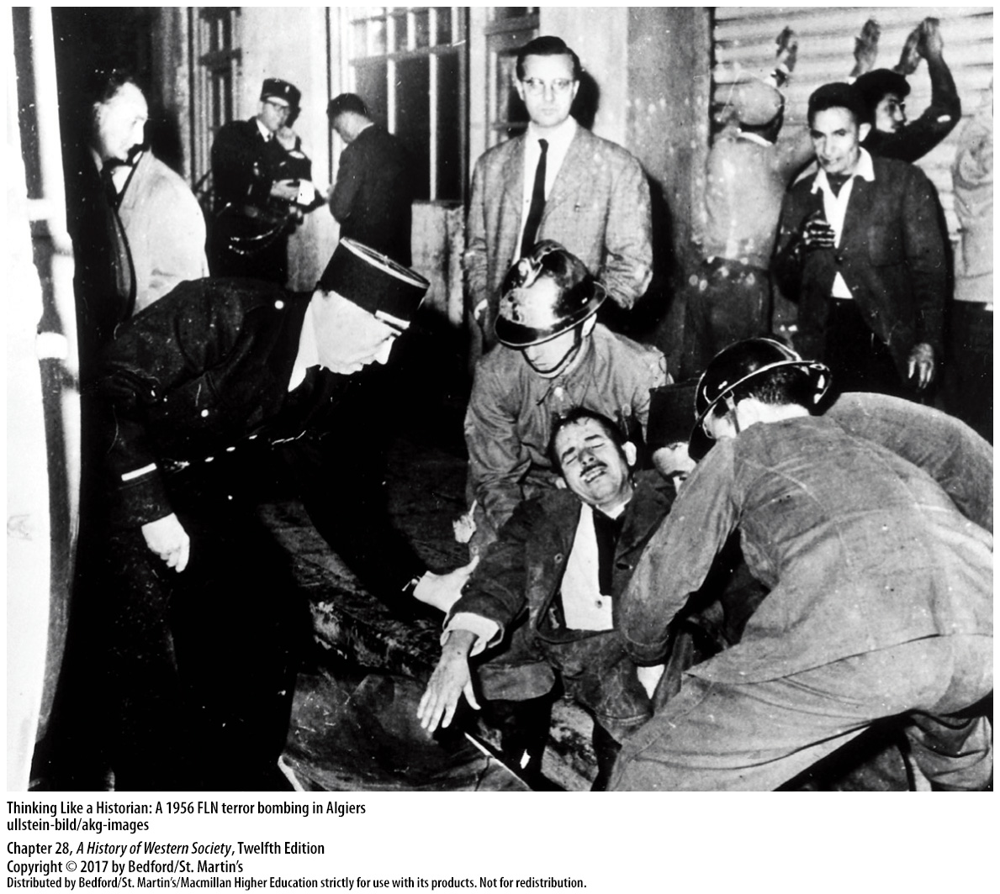 Thinking Like a Historian: A 1956 FLN terror bombing in Algiers
ullstein-bild/akg-images
Chapter 28, A History of Western Society, Twelfth Edition
Copyright © 2017 by Bedford/St. Martin’s
Distributed by Bedford/St. Martin’s/Macmillan Higher Education strictly for use with its products. Not for redistribution.